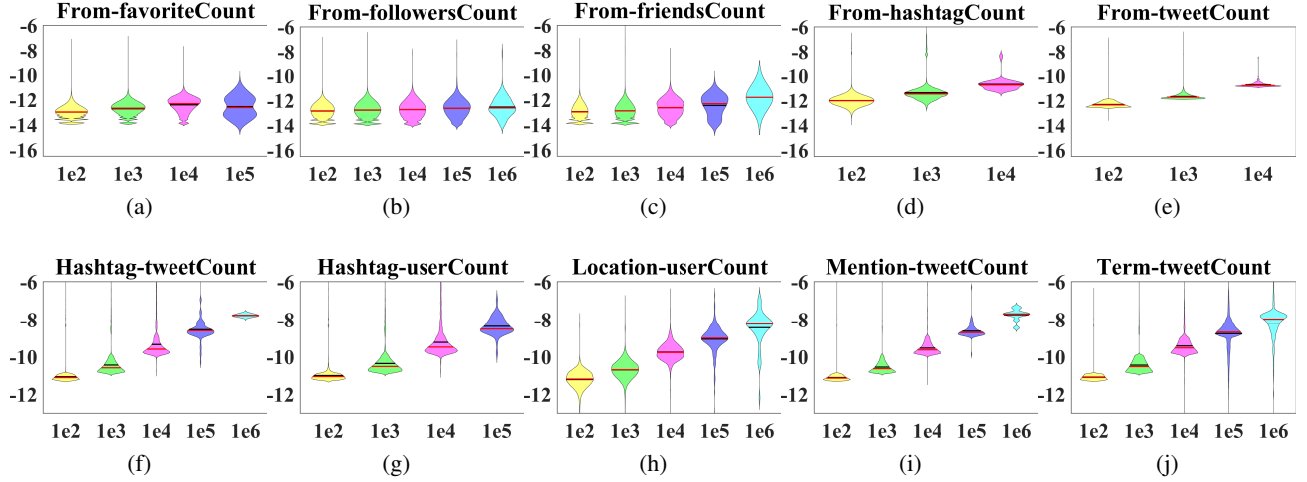 From-favoriteCount From-followersCount From-friendsCount From-hashtagCount From-tweetCount
-6 -6 -6 -6 -6
-8 -8 -8 -8 -8
-10 -10 -10 -10 -10
-12 -12 -12 -12 -12
-14 -14 -14 -14 -14
-16 -16 -16 -16 -16
1e2 1e3 1e4 1e5 1e2 1e3 1e4 1e5 1e6 1e2 1e3 1e4 1e5 1e6 1e2 1e3 1e4 1e2 1e3 1e4
(a) (b) (c) (d) (e)
Hashtag-tweetCount Hashtag-userCount Location-userCount Mention-tweetCount Term-tweetCount
-6 -6 -6 -6 -6
-8 -8 -8 -8 -8
-10 -10 -10 -10 -10
-12 -12 -12 -12 -12
1e2 1e3 1e4 1e5 1e6 1e2 1e3 1e4 1e5 1e2 1e3 1e4 1e5 1e6 1e2 1e3 1e4 1e5 1e6 1e2 1e3 1e4 1e5 1e6
(f) (g) (h) (i) (j)